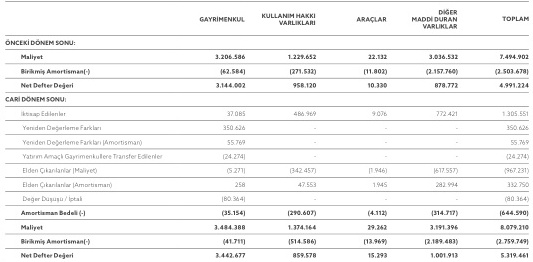 GAYRİMENKUL KULLANIM HAKKI VARLIKLARI ARAÇLAR DİĞER MADDİ DURAN VARLIKLAR TOPLAM
ÖNCEKİ DÖNEM SONU:
Maliyet 3.206.586 1.229.652 22.132 3.036.532 7.494.902
Birikmiş Amortisman(-) (62.584) (271.532) (11.802) (2.157.760) (2.503.678)
Net Defter Değeri 3.144.002 958.120 10.330 878.772 4.991.224
CARİ DÖNEM SONU:
İktisap Edilenler 37.085 486.969 9.076 772.421 1.305.551
Yeniden Değerleme Farkları 350.626 - - - 350.626
Yeniden Değerleme Farkları (Amortisman) 55.769 - - - 55.769
Yatırım Amaçlı Gayrimenkullere Transfer Edilenler (24.274) - - - (24.274)
Elden Çıkarılanlar (Maliyet) (5.271) (342.457) (1.946) (617.557) (967.231)
Elden Çıkarılanlar (Amortisman) 258 47.553 1.945 282.994 332.750
Değer Düşüşü / İptali (80.364) - - - (80.364)
Amortisman Bedeli (-) (35.154) (290.607) (4.112) (314.717) (644.590)
Maliyet 3.484.388 1.374.164 29.262 3.191.396 8.079.210
Birikmiş Amortisman(-) (41.711) (514.586) (13.969) (2.189.483) (2.759.749)
Net Defter Değeri 3.442.677 859.578 15.293 1.001.913 5.319.461